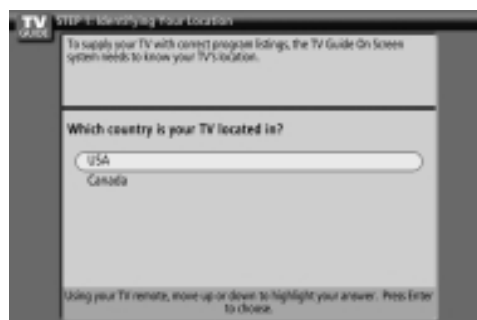 TV
GUIDE
STEP 1: Identifying Your Location
To supply your TV with correct program listings, the TV Guide On Screen
system needs to know your TV's location.
Which country is your TV located in?
USA
Canada
Using your TV remote, move up or down to highlight your answer. Press Enter
to choose.